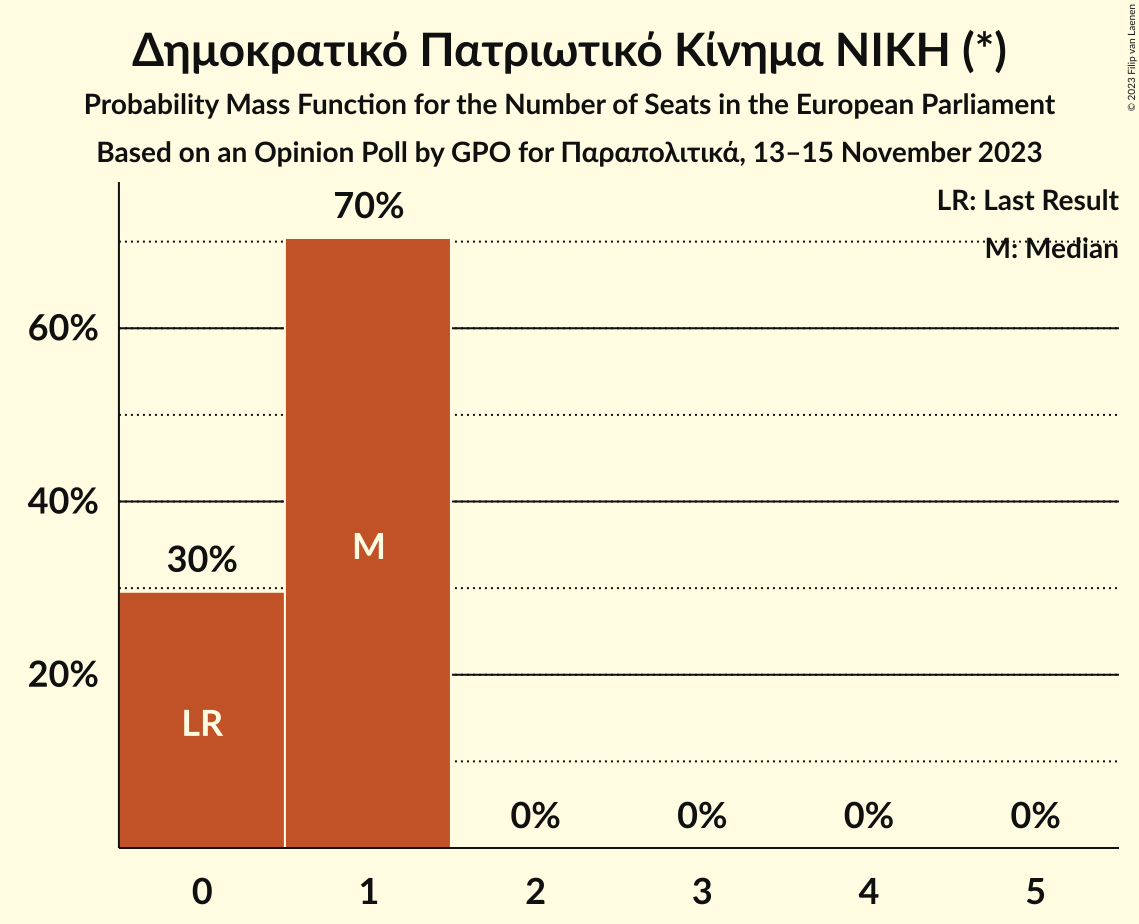 Δημοκρατικό Πατριωτικό Κίνημα ΝΙΚΗ (*)
Probability Mass Function for the Number of Seats in the European Parliament
Based on an Opinion Poll by GPO for Παραπολιτικά, 13–15 November 2023
© 2023 Filip van Laenen
LR: Last Result
M: Median
70%
60%
40%
30%
20%
M
LR
0% 0% 0% 0%
0 1 2 3 4 5